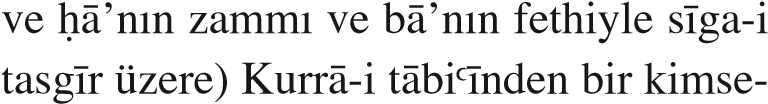 ve ḥā’nın zammı ve bā’nın fethiyle sīga-i
tasgīr üzere) Kurrā-i tābiʿīnden bir kimse-